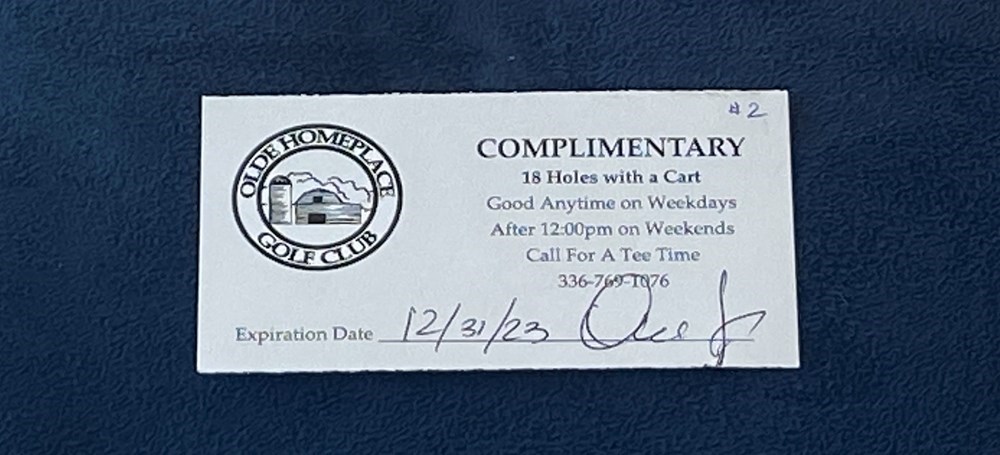 #2
OLDE HOMEPLACE
GOLF CLUB
COMPLIMENTARY
18 Holes with a Cart
Good Anytime on Weekdays
After 12:00pm on Weekends
Call For A Tee Time
336-769-1076
Expiration Date 12/31/23